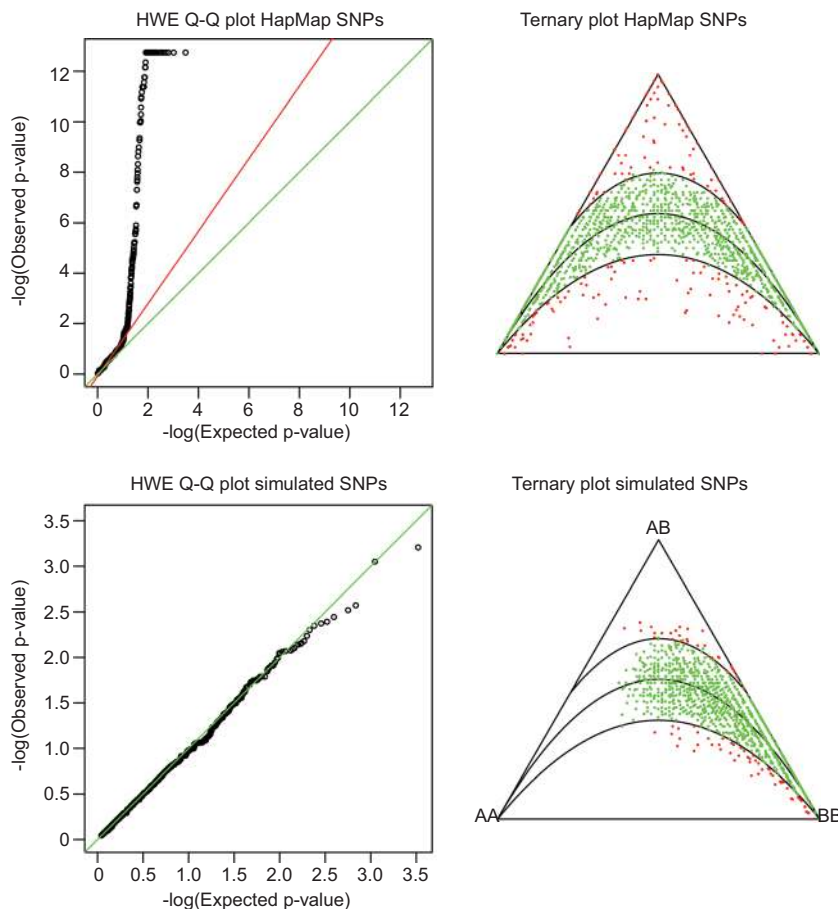 HWE Q-Q plot HapMap SNPs
Ternary plot HapMap SNPs
-log(Observed p-value)
12
10
8
6
4
2
0
0 2 4 6 8 10 12
-log(Expected p-value)
HWE Q-Q plot simulated SNPs
Ternary plot simulated SNPs
-log(Observed p-value)
3.5
3.0
2.5
2.0
1.5
1.0
0.5
0
0 0.5 1.0 1.5 2.0 2.5 3.0 3.5
-log(Expected p-value)
AB
AA
BB